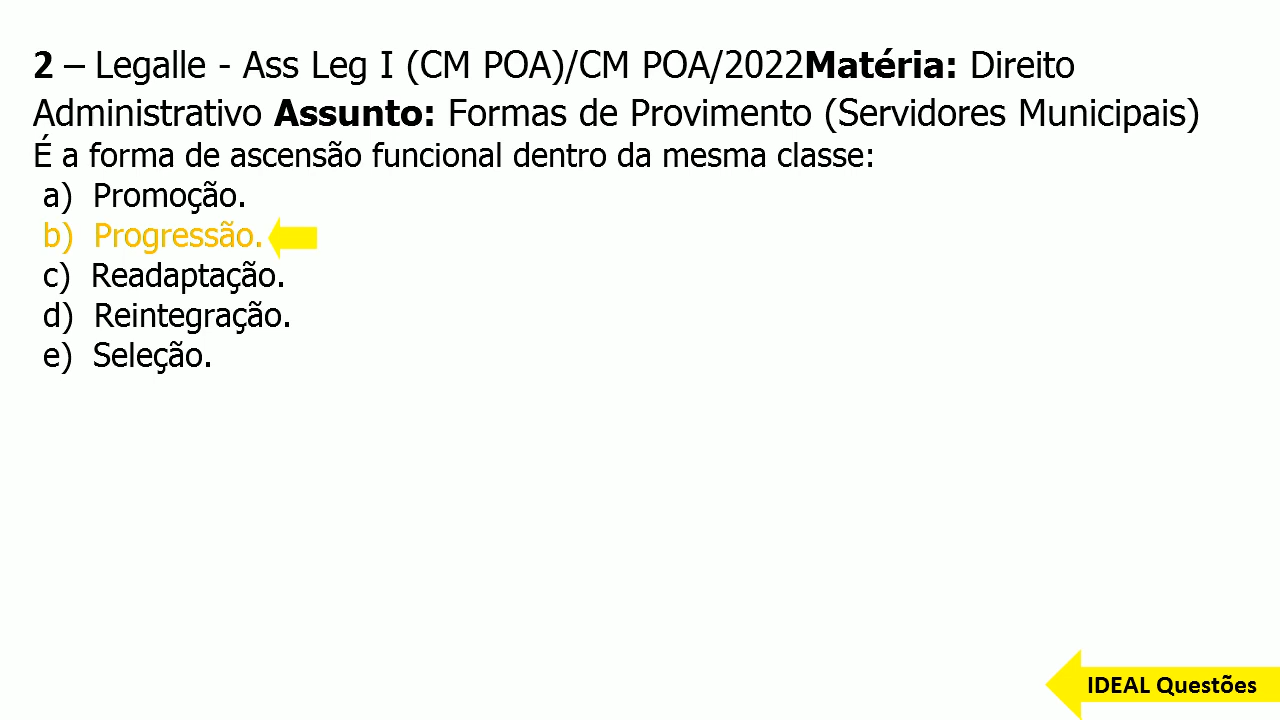 2 – Legalle - Ass Leg I (CM POA)/CM POA/2022Matéria: Direito
Administrativo Assunto: Formas de Provimento (Servidores Municipais)
É a forma de ascensão funcional dentro da mesma classe:
a) Promoção.
b) Progressão.
c) Readaptação.
d) Reintegração.
e) Seleção.
IDEAL Questões